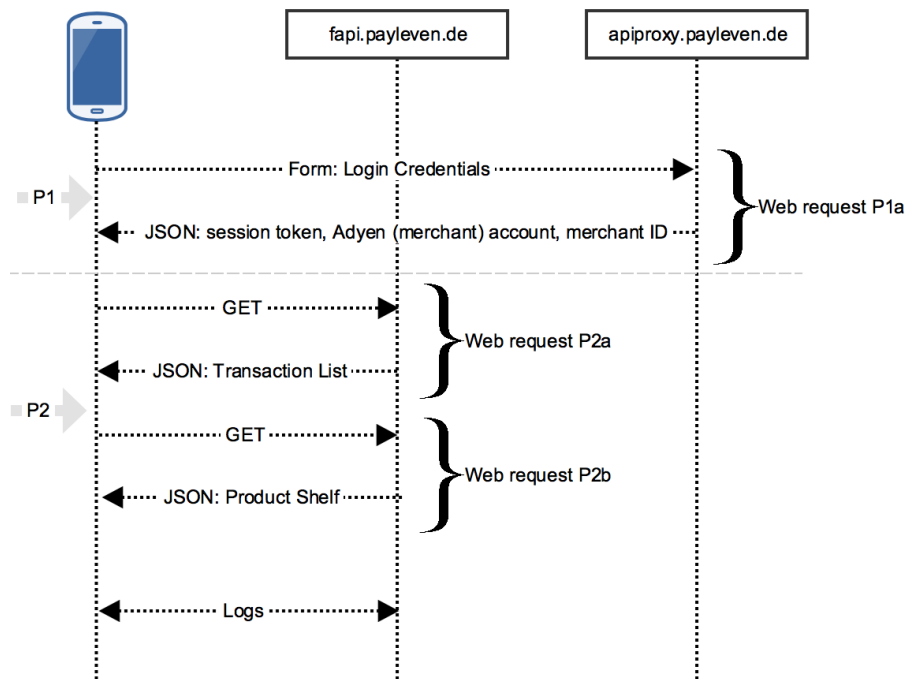 fapi.payleven.de
apiproxy.payleven.de
Form: Login Credentials
P1
Web request P1a
JSON: session token, Adyen (merchant) account, merchant ID
GET
Web request P2a
JSON: Transaction List
P2
GET
Web request P2b
JSON: Product Shelf
Logs